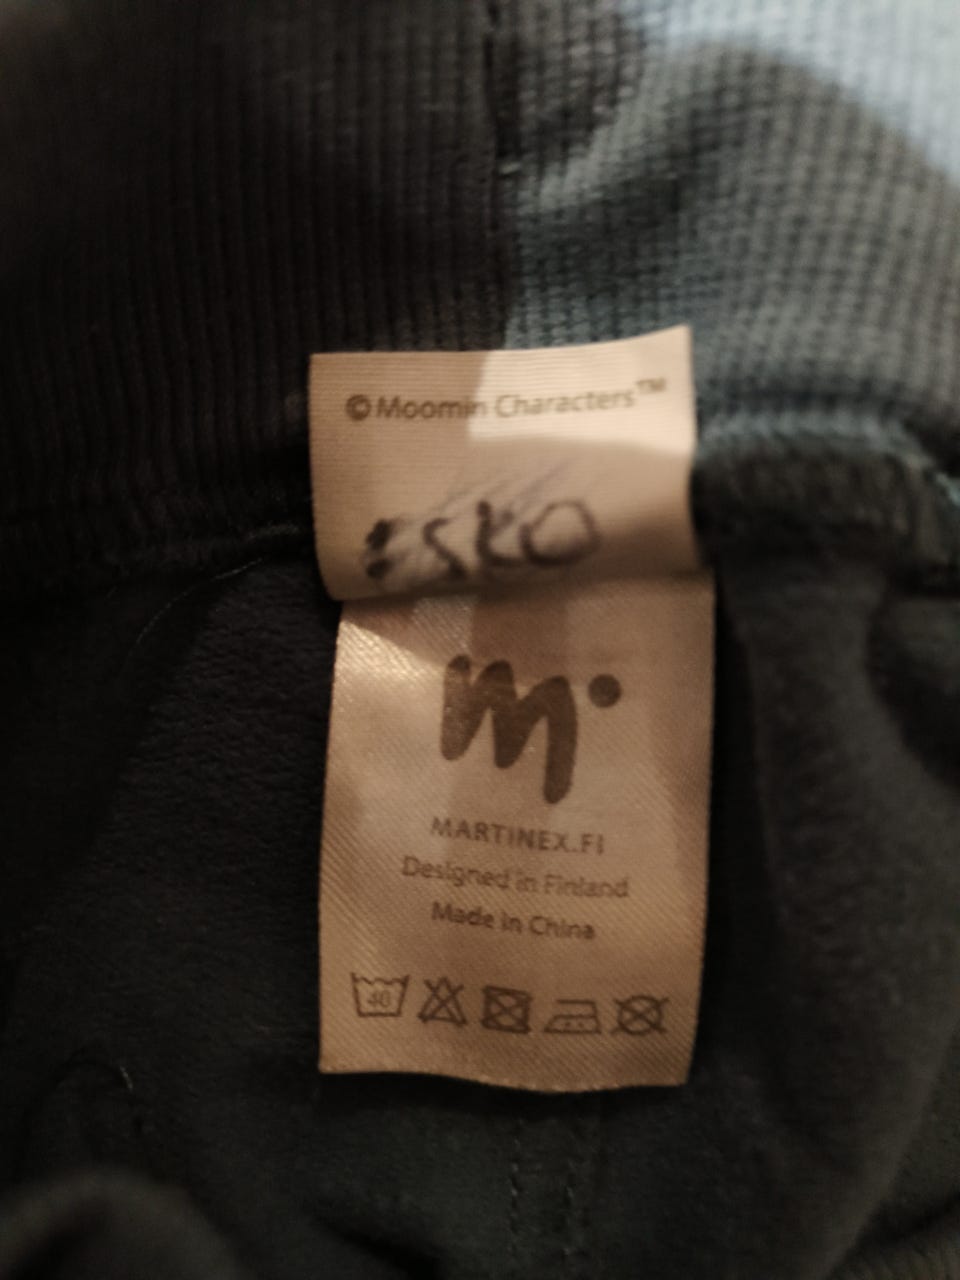 © Moomin Characters™
ESKO
m
MARTINEX.FI
Designed in Finland
Made in China
40